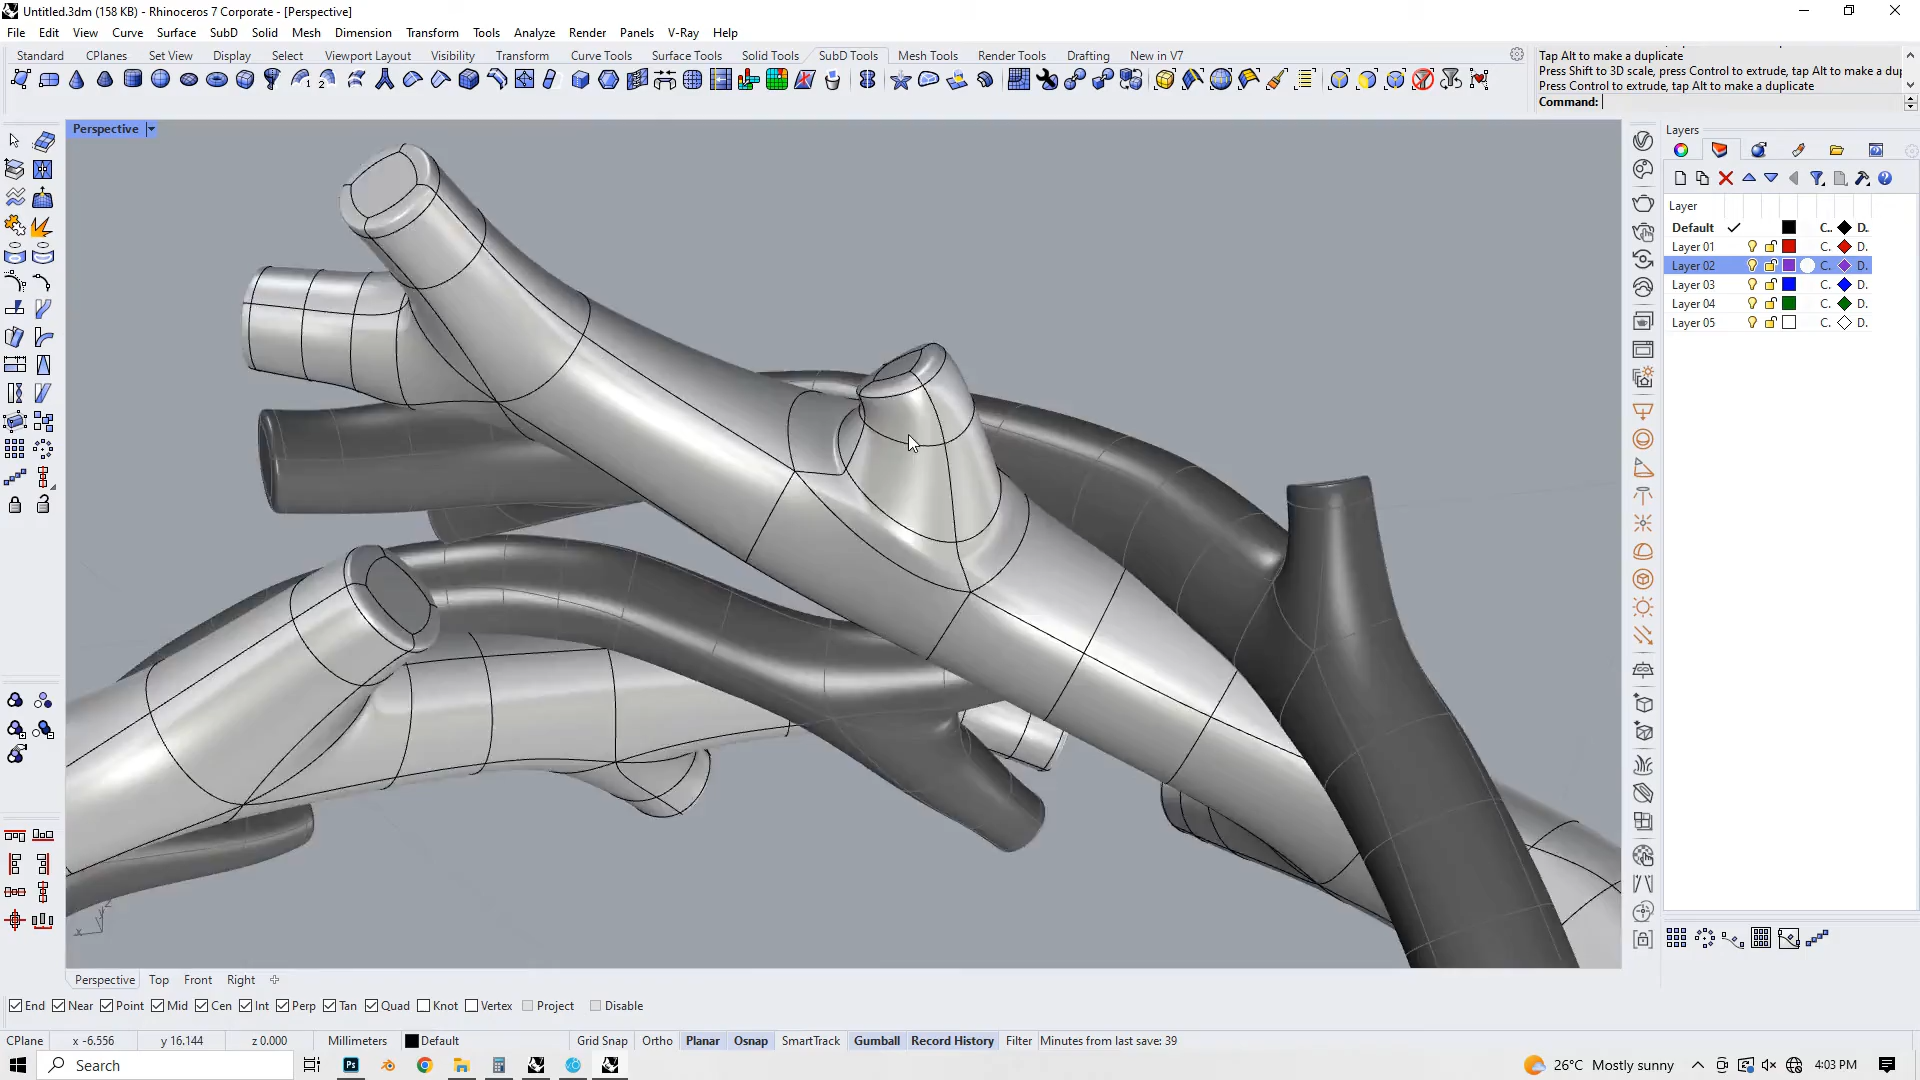 Untitled.3dm (158 KB) - Rhinoceros 7 Corporate - [Perspective]
File Edit View Curve Surface SubD Solid Mesh Dimension Transform Tools Analyze Render Panels V-Ray Help
Standard CPlanes Set View Display Select Viewport Layout Visibility Transform Curve Tools Surface Tools Solid Tools SubD Tools Mesh Tools Render Tools Drafting New in V7
Tap Alt to make a duplicate
Press Shift to 3D scale, press Control to extrude, tap Alt to make a dup
Press Control to extrude, tap Alt to make a duplicate
Command:
Perspective
Layers
Layer
Default C.. D.
Layer 01 C. D.
Layer 02 C. D.
Layer 03 C. D.
Layer 04 C. D.
Layer 05 C. D.
Perspective Top Front Right
End Near Point Mid Cen Int Perp Tan Quad Knot Vertex Project Disable
CPlane x -6.556 y 16.144 z 0.000 Millimeters Default Grid Snap Ortho Planar Osnap SmartTrack Gumball Record History Filter Minutes from last save: 39
Search 26°C Mostly sunny 4:03 PM